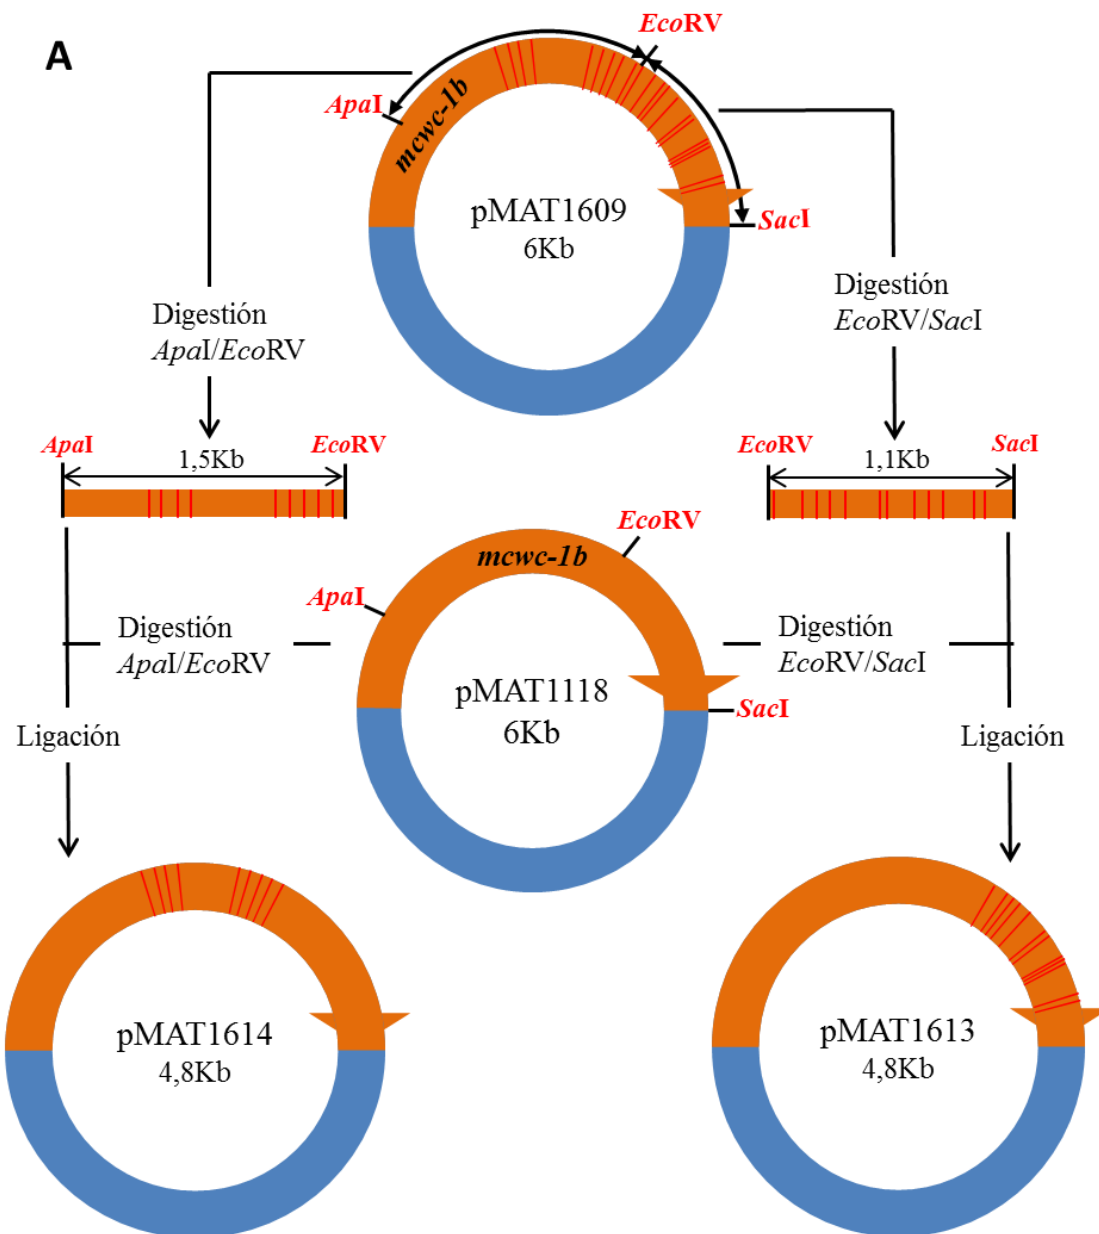 A
EcoRV
ApaI
mcwc-1b
pMAT1609
6Kb
SacI
Digestión
ApaI/EcoRV
Digestión
EcoRV/SacI
ApaI
EcoRV
1,5Kb
EcoRV
SacI
1,1Kb
EcoRV
mcwc-1b
ApaI
Digestión
ApaI/EcoRV
Digestión
EcoRV/SacI
pMAT1118
6Kb
SacI
Ligación
Ligación
pMAT1614
4,8Kb
pMAT1613
4,8Kb